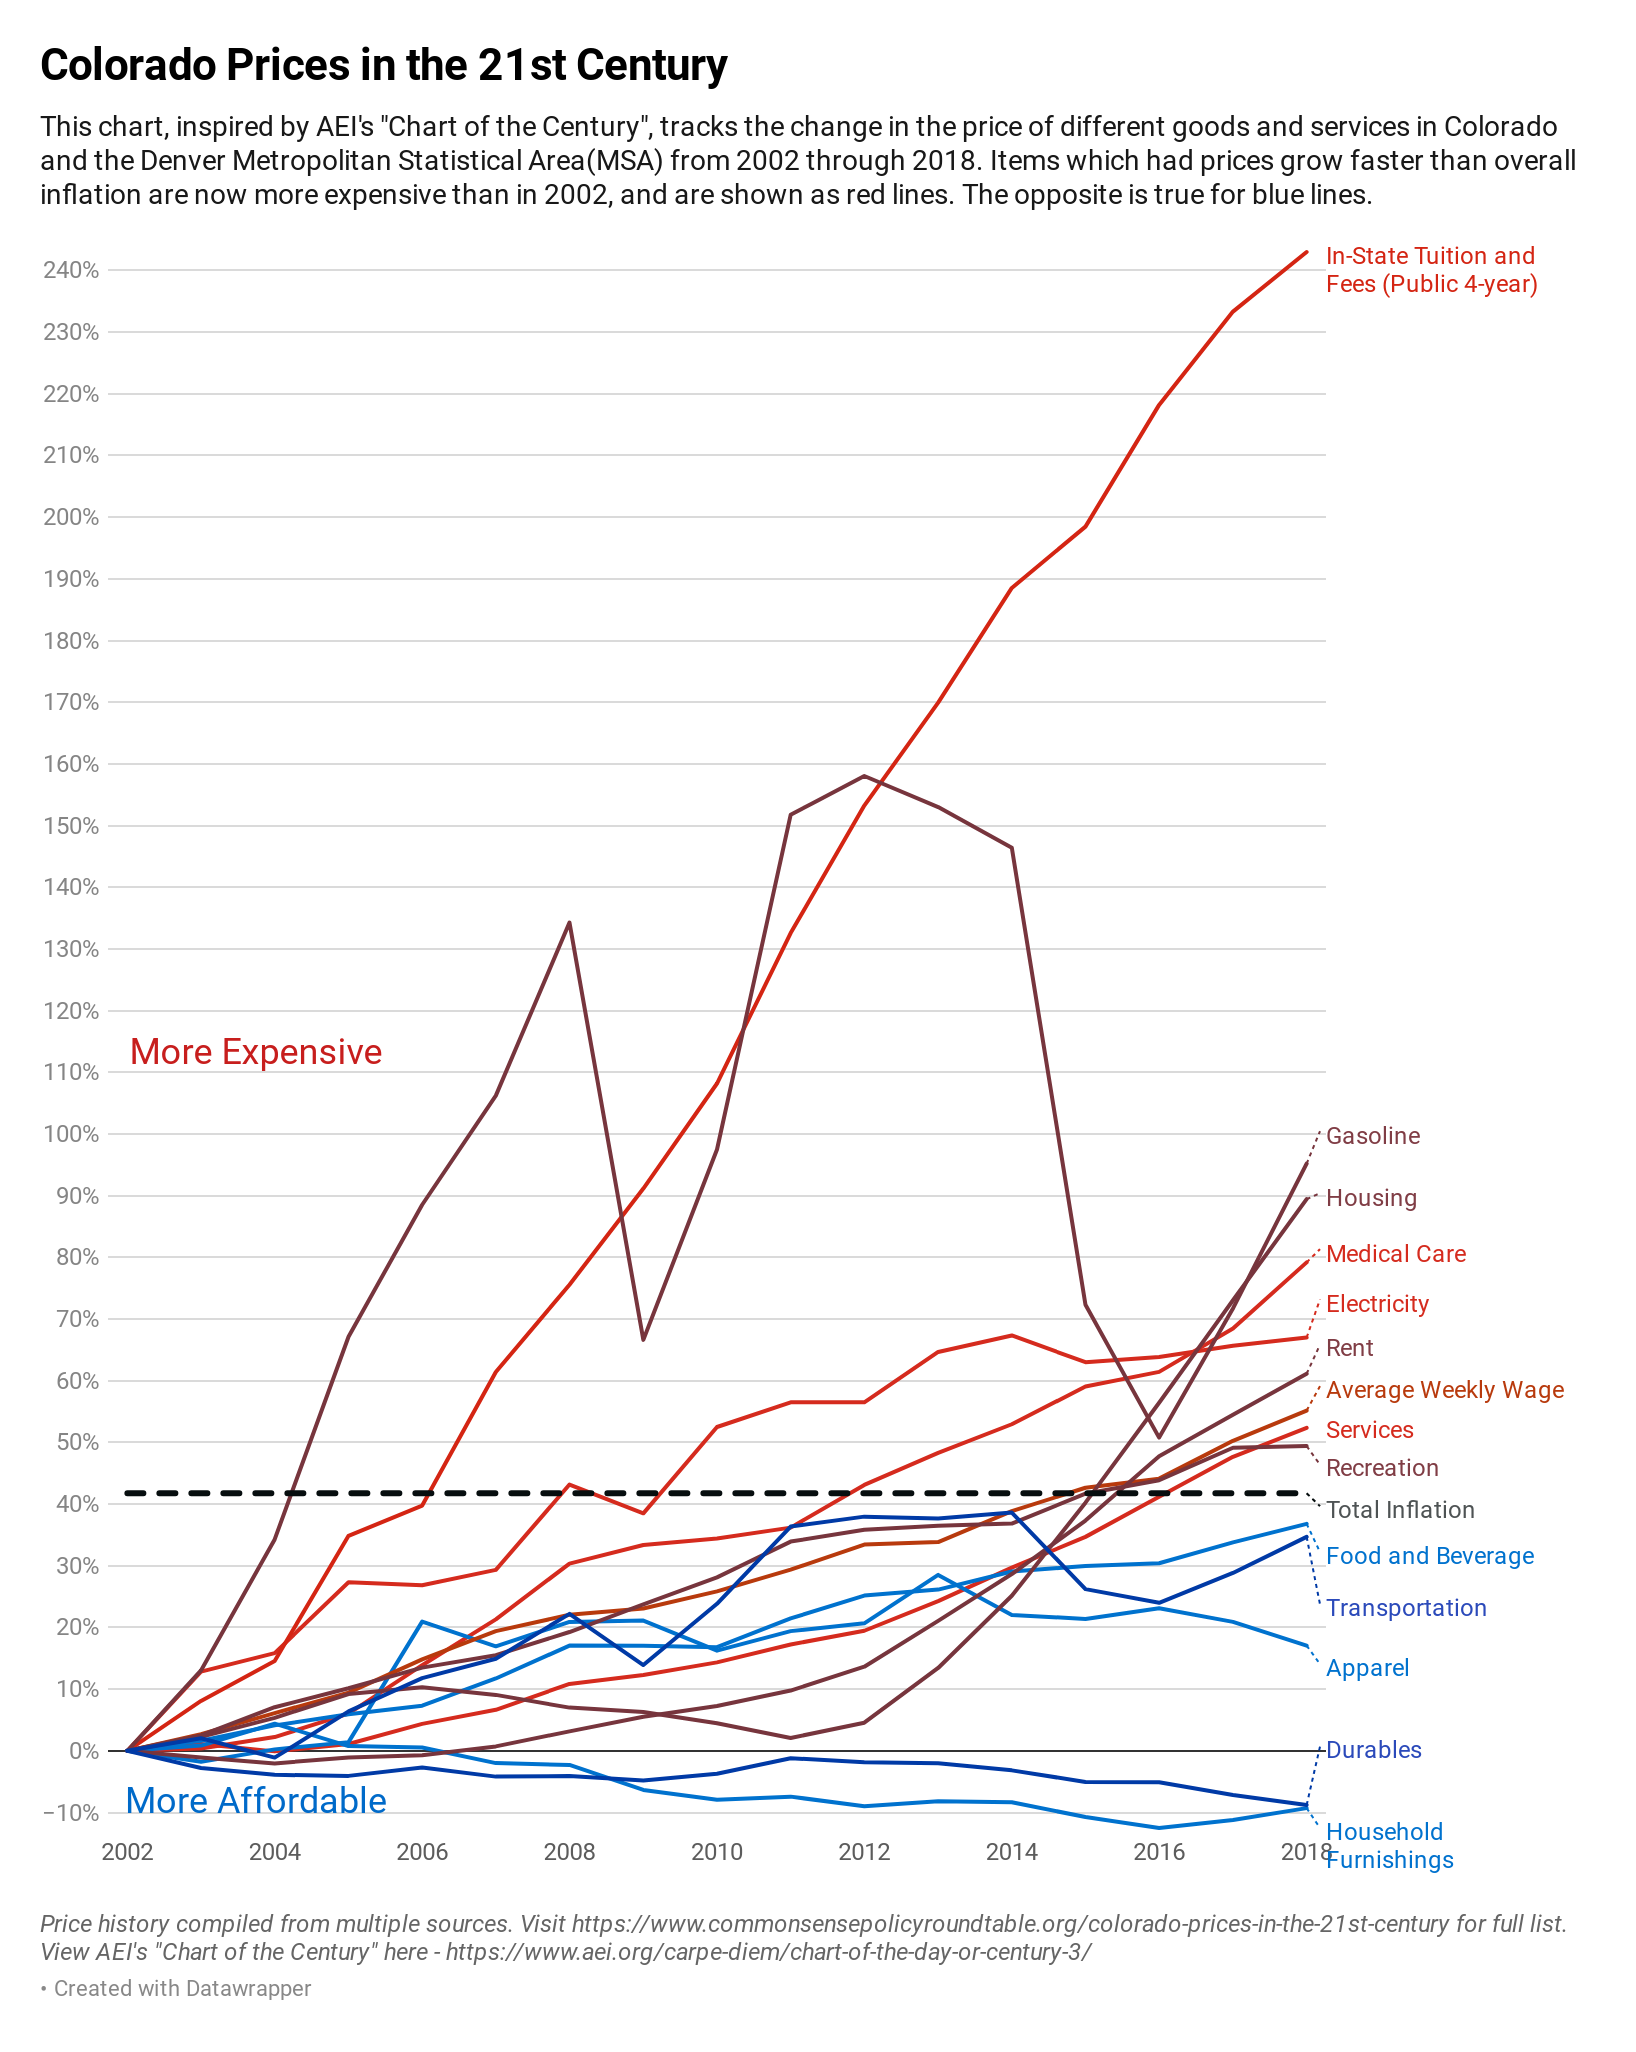 Colorado Prices in the 21st Century
This chart, inspired by AEI's "Chart of the Century", tracks the change in the price of different goods and services in Colorado
and the Denver Metropolitan Statistical Area(MSA) from 2002 through 2018. Items which had prices grow faster than overall
inflation are now more expensive than in 2002, and are shown as red lines. The opposite is true for blue lines.
In-State Tuition and
Fees (Public 4-year)
240%
230%
220%
210%
200%
190%
180%
170%
160%
150%
140%
130%
120%
More Expensive
110%
100%
Gasoline
90%
Housing
80%
Medical Care
70%
Electricity
Rent
60%
Average Weekly Wage
50%
Services
Recreation
40%
Total Inflation
30%
Food and Beverage
20%
Transportation
10%
Apparel
0%
Durables
More Affordable
−10%
Household
Furnishings
2002 2004 2006 2008 2010 2012 2014 2016 2018
Price history compiled from multiple sources. Visit https://www.commonsensepolicyroundtable.org/colorado-prices-in-the-21st-century for full list.
View AEI's "Chart of the Century" here - https://www.aei.org/carpe-diem/chart-of-the-day-or-century-3/
• Created with Datawrapper